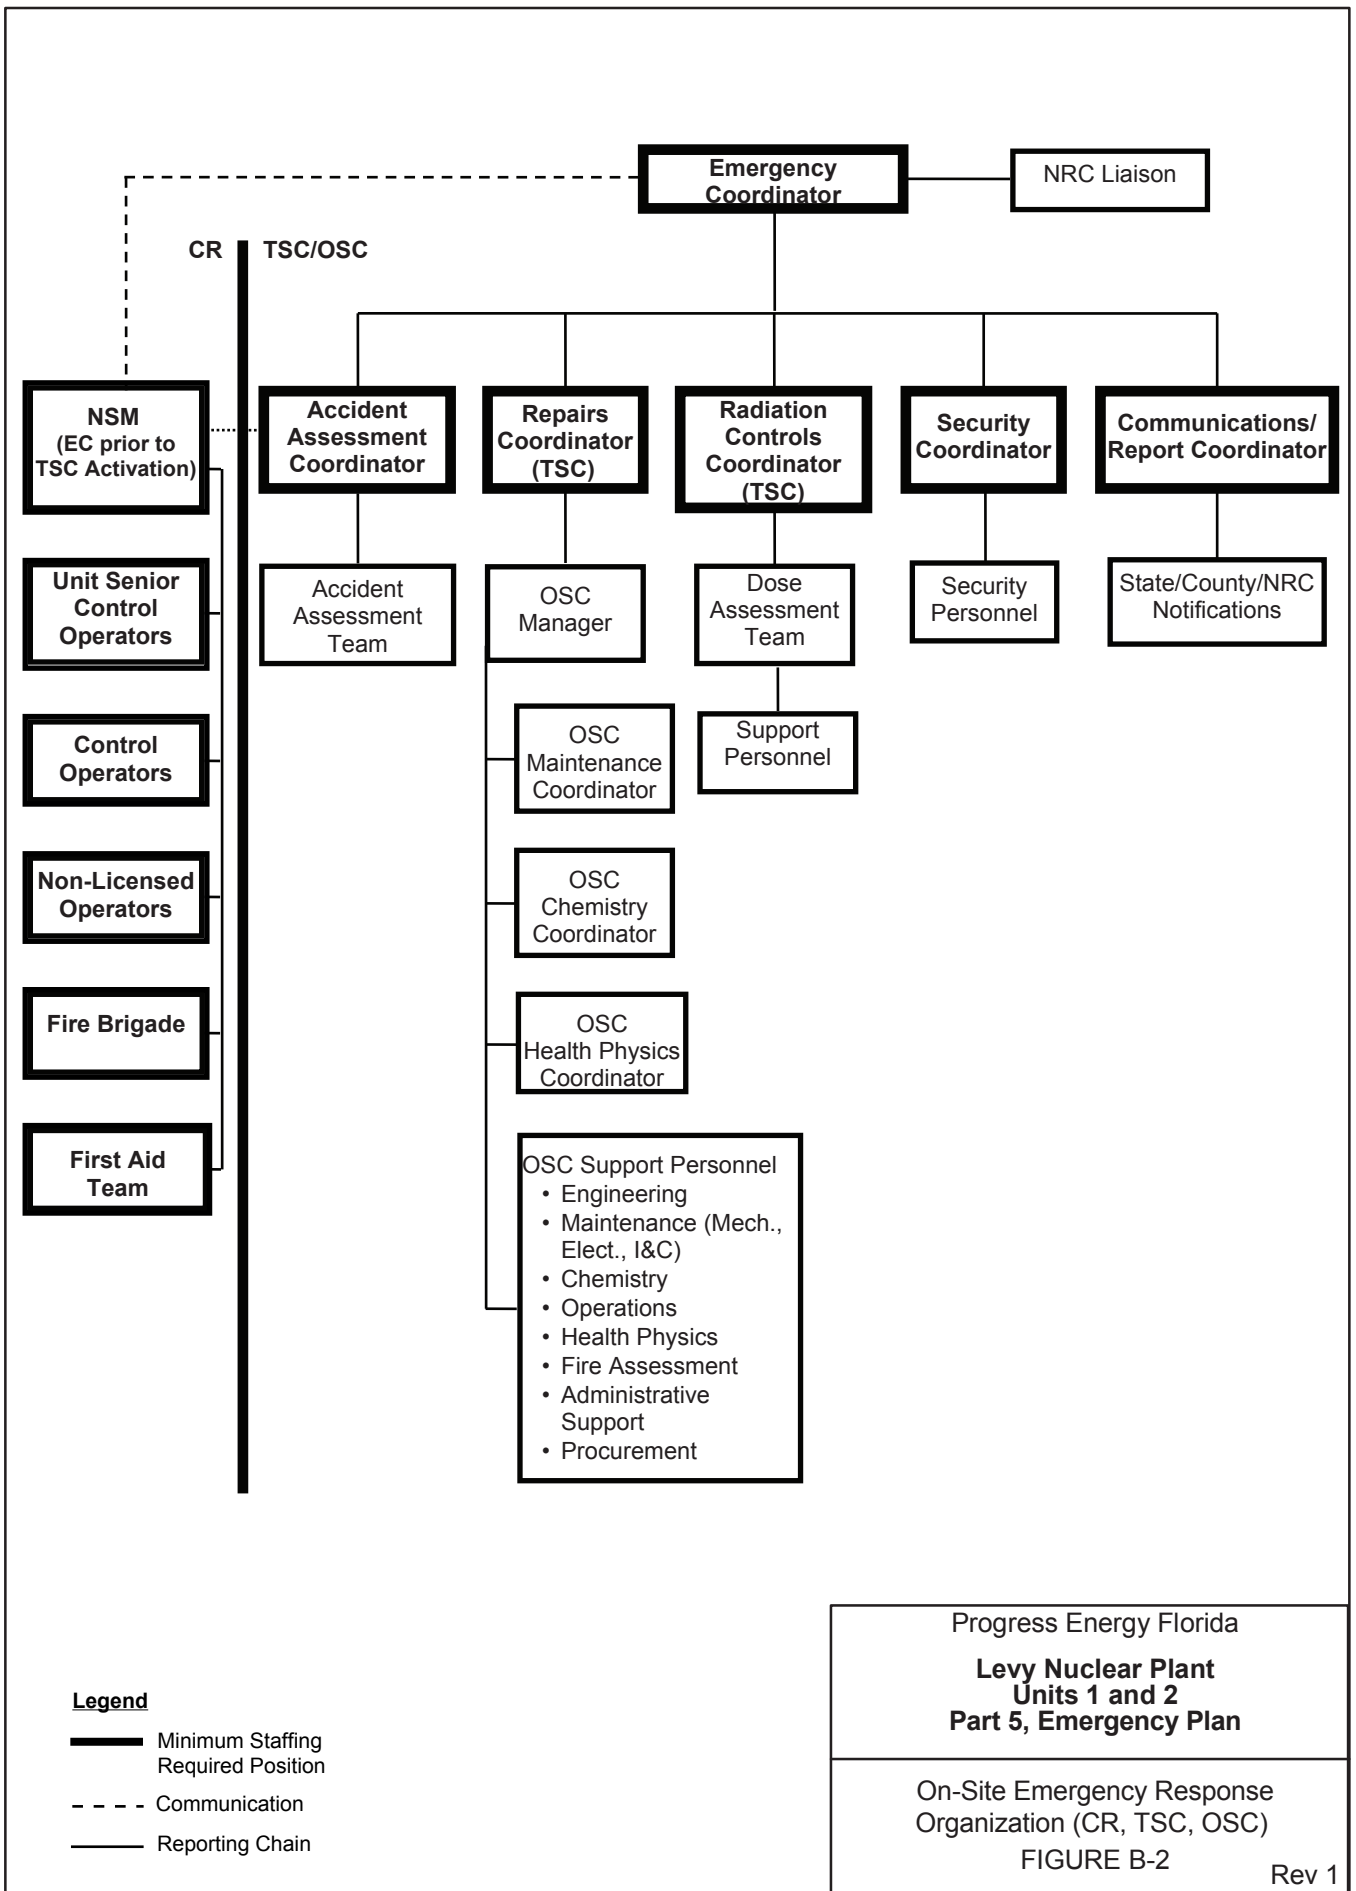 Emergency
Coordinator
NRC Liaison
CR
TSC/OSC
NSM
(EC prior to
TSC Activation)
Accident
Assessment
Coordinator
Repairs
Coordinator
(TSC)
Radiation
Controls
Coordinator
(TSC)
Security
Coordinator
Communications/
Report Coordinator
Unit Senior
Control
Operators
Accident
Assessment
Team
OSC
Manager
Dose
Assessment
Team
Security
Personnel
State/County/NRC
Notifications
Control
Operators
OSC
Maintenance
Coordinator
Support
Personnel
Non-Licensed
Operators
OSC
Chemistry
Coordinator
Fire Brigade
OSC
Health Physics
Coordinator
First Aid
Team
OSC Support Personnel
• Engineering
• Maintenance (Mech.,
Elect., I&C)
• Chemistry
• Operations
• Health Physics
• Fire Assessment
• Administrative
Support
• Procurement
Legend
Minimum Staffing
Required Position
Communication
Reporting Chain
Progress Energy Florida
Levy Nuclear Plant
Units 1 and 2
Part 5, Emergency Plan
On-Site Emergency Response
Organization (CR, TSC, OSC)
FIGURE B-2
Rev 1